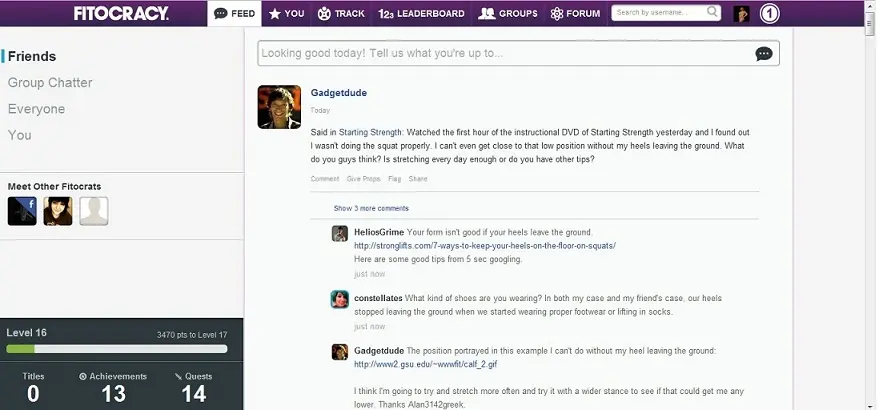 FITOCRACY.
FEED
YOU
TRACK
123 LEADERBOARD
GROUPS
FORUM
Search by username...
1
Friends
Group Chatter
Everyone
You
Meet Other Fitocrats
f
Level 16
3470 pts to Level 17
Titles
Achievements
Quests
0
13
14
Looking good today! Tell us what you're up to...
Gadgetdude
Today
Said in Starting Strength: Watched the first hour of the instructional DVD of Starting Strength yesterday and I found out
I wasn't doing the squat properly. I can't even get close to that low position without my heels leaving the ground. What
do you guys think? Is stretching every day enough or do you have other tips?
Comment Give Props Flag Share
Show 3 more comments
HeliosGrime Your form isn't good if your heels leave the ground.
http://stronglifts.com/7-ways-to-keep-your-heels-on-the-floor-on-squats/
Here are some good tips from 5 sec googling.
just now
constellates What kind of shoes are you wearing? In both my case and my friend's case, our heels
stopped leaving the ground when we started wearing proper footwear or lifting in socks.
just now
Gadgetdude The position portrayed in this example I can't do without my heel leaving the ground:
http://www2.gsu.edu/~wwwfit/calf_2.gif
I think I'm going to try and stretch more often and try it with a wider stance to see if that could get me any
lower. Thanks Alan3142greek.